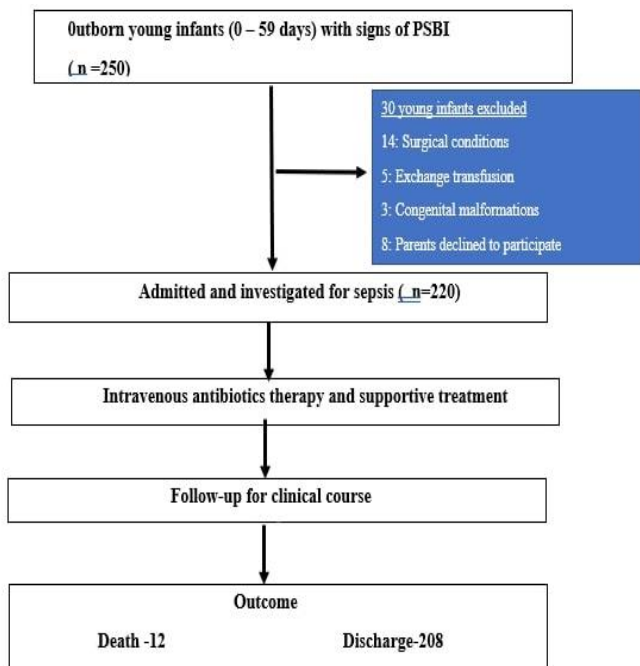 0utborn young infants (0 – 59 days) with signs of PSBI
( n =250)
30 young infants excluded
14: Surgical conditions
5: Exchange transfusion
3: Congenital malformations
8: Parents declined to participate
Admitted and investigated for sepsis ( n=220)
Intravenous antibiotics therapy and supportive treatment
Follow-up for clinical course
Outcome
Death -12 Discharge-208